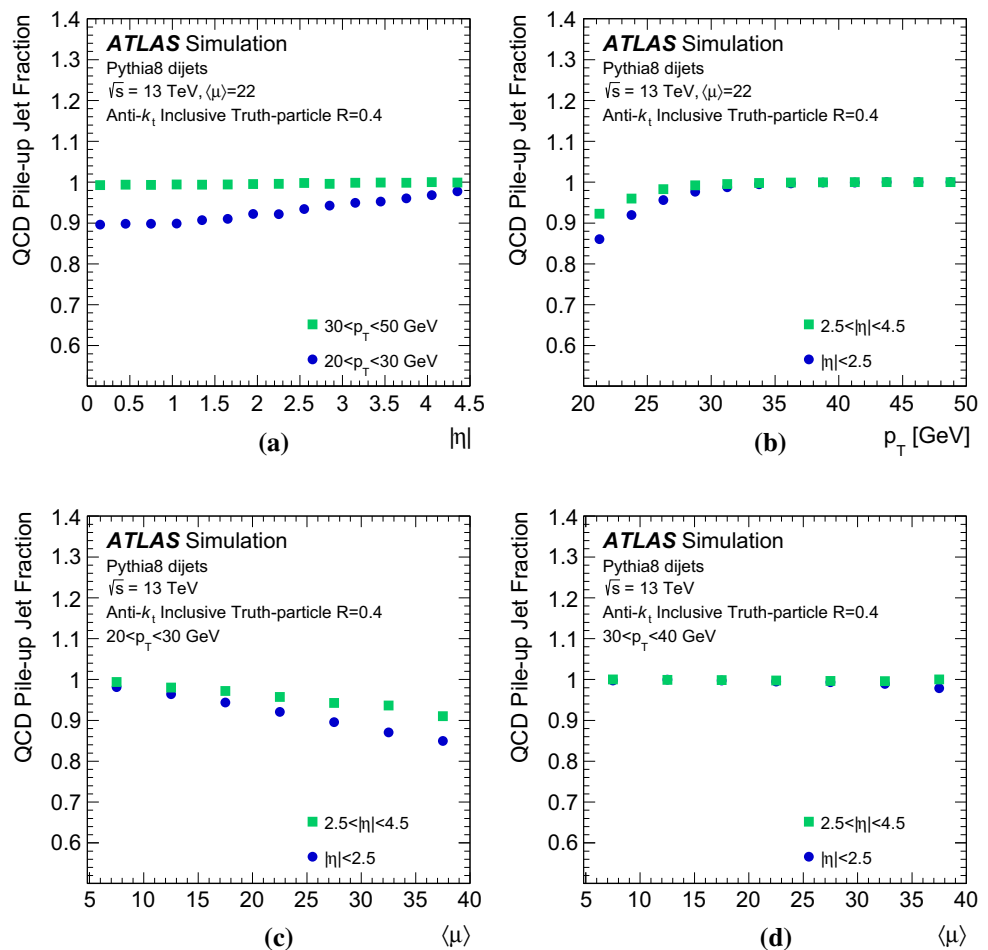 QCD Pile-up Jet Fraction
1.4
1.3
1.2
1.1
1
0.9
0.8
0.7
0.6
ATLAS Simulation
Pythia8 dijets
√s = 13 TeV, ⟨μ⟩=22
Anti-kt Inclusive Truth-particle R=0.4
30<pT<50 GeV
20<pT<30 GeV
0 0.5 1 1.5 2 2.5 3 3.5 4 4.5
|η|
(a)
QCD Pile-up Jet Fraction
1.4
1.3
1.2
1.1
1
0.9
0.8
0.7
0.6
ATLAS Simulation
Pythia8 dijets
√s = 13 TeV, ⟨μ⟩=22
Anti-kt Inclusive Truth-particle R=0.4
2.5<|η|<4.5
|η|<2.5
20 25 30 35 40 45 50
pT [GeV]
(b)
QCD Pile-up Jet Fraction
1.4
1.3
1.2
1.1
1
0.9
0.8
0.7
0.6
ATLAS Simulation
Pythia8 dijets
√s = 13 TeV
Anti-kt Inclusive Truth-particle R=0.4
20<pT<30 GeV
2.5<|η|<4.5
|η|<2.5
5 10 15 20 25 30 35 40
⟨μ⟩
(c)
QCD Pile-up Jet Fraction
1.4
1.3
1.2
1.1
1
0.9
0.8
0.7
0.6
ATLAS Simulation
Pythia8 dijets
√s = 13 TeV
Anti-kt Inclusive Truth-particle R=0.4
30<pT<40 GeV
2.5<|η|<4.5
|η|<2.5
5 10 15 20 25 30 35 40
⟨μ⟩
(d)